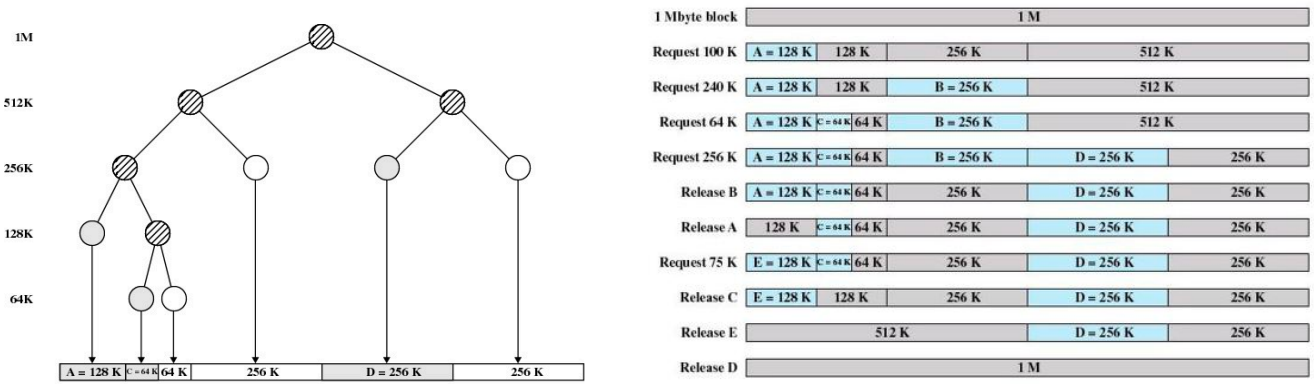 1M
512K
256K
128K
64K
A = 128 K C = 64 K 64 K 256 K D = 256 K 256 K
1 Mbyte block 1 M
Request 100 K A = 128 K 128 K 256 K 512 K
Request 240 K A = 128 K 128 K B = 256 K 512 K
Request 64 K A = 128 K C = 64 K 64 K B = 256 K 512 K
Request 256 K A = 128 K C = 64 K 64 K B = 256 K D = 256 K 256 K
Release B A = 128 K C = 64 K 64 K 256 K D = 256 K 256 K
Release A 128 K C = 64 K 64 K 256 K D = 256 K 256 K
Request 75 K E = 128 K C = 64 K 64 K 256 K D = 256 K 256 K
Release C E = 128 K 128 K 256 K D = 256 K 256 K
Release E 512 K D = 256 K 256 K
Release D 1 M